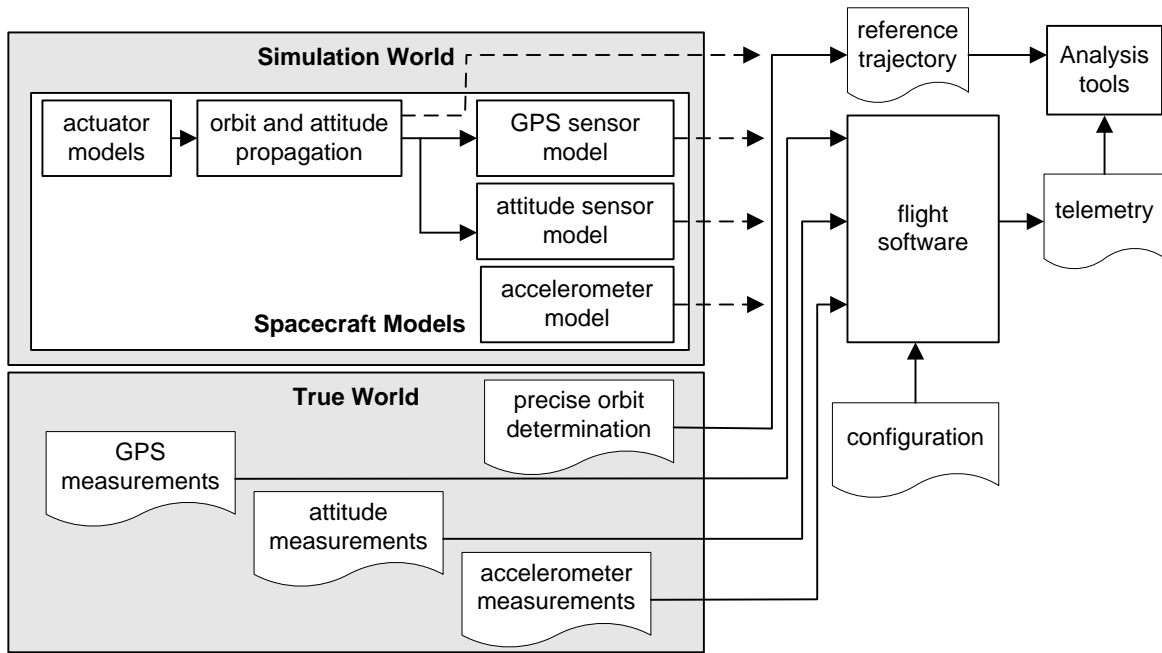 Simulation World
actuator
models
orbit and attitude
propagation
GPS sensor
model
attitude sensor
model
accelerometer
model
Spacecraft Models
reference
trajectory
Analysis
tools
flight
software
telemetry
configuration
True World
precise orbit
determination
GPS
measurements
attitude
measurements
accelerometer
measurements